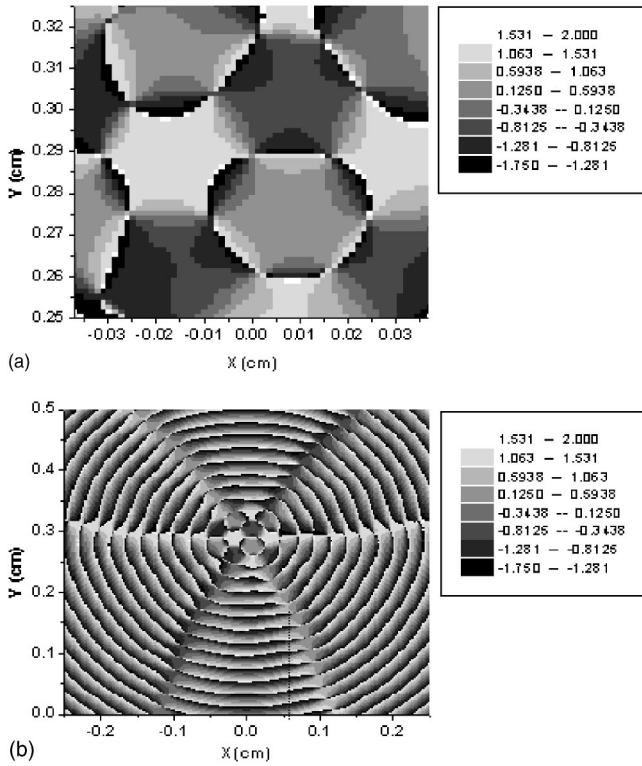 0.32
0.31
0.30
0.29
0.28
0.27
0.26
0.25
Y (cm)
-0.03 -0.02 -0.01 0.00 0.01 0.02 0.03
X (cm)
(a)
1.531 – 2.000
1.063 – 1.531
0.5938 – 1.063
0.1250 – 0.5938
-0.3438 -- 0.1250
-0.8125 -- -0.3438
-1.281 – -0.8125
-1.750 – -1.281
0.5
0.4
0.3
0.2
0.1
0.0
Y (cm)
-0.2 -0.1 0.0 0.1 0.2
X (cm)
(b)
1.531 – 2.000
1.063 – 1.531
0.5938 – 1.063
0.1250 – 0.5938
-0.3438 -- 0.1250
-0.8125 -- -0.3438
-1.281 – -0.8125
-1.750 – -1.281